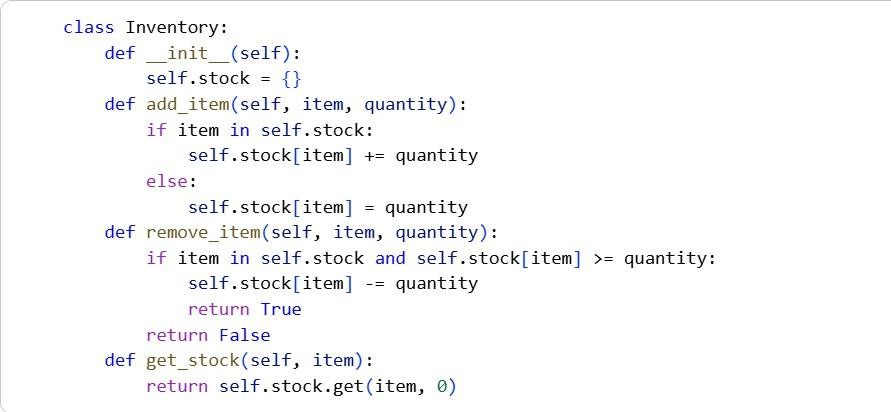 class Inventory:
    def __init__(self):
        self.stock = {}
    def add_item(self, item, quantity):
        if item in self.stock:
            self.stock[item] += quantity
        else:
            self.stock[item] = quantity
    def remove_item(self, item, quantity):
        if item in self.stock and self.stock[item] >= quantity:
            self.stock[item] -= quantity
            return True
        return False
    def get_stock(self, item):
        return self.stock.get(item, 0)